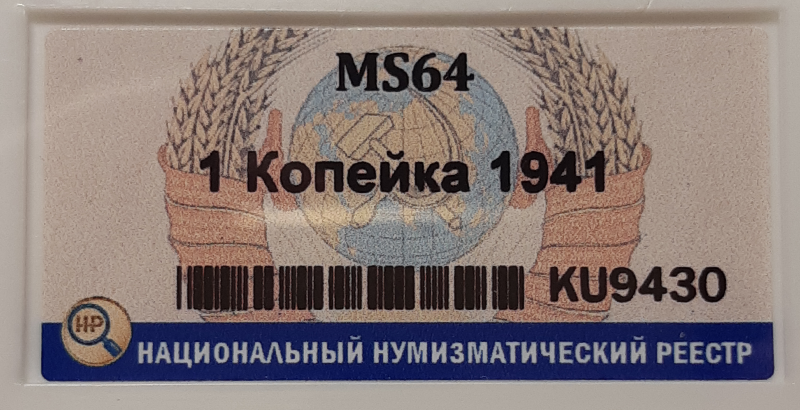 MS64
1 Копейка 1941
KU9430
НР
НАЦИОНАЛЬНЫЙ НУМИЗМАТИЧЕСКИЙ РЕЕСТР